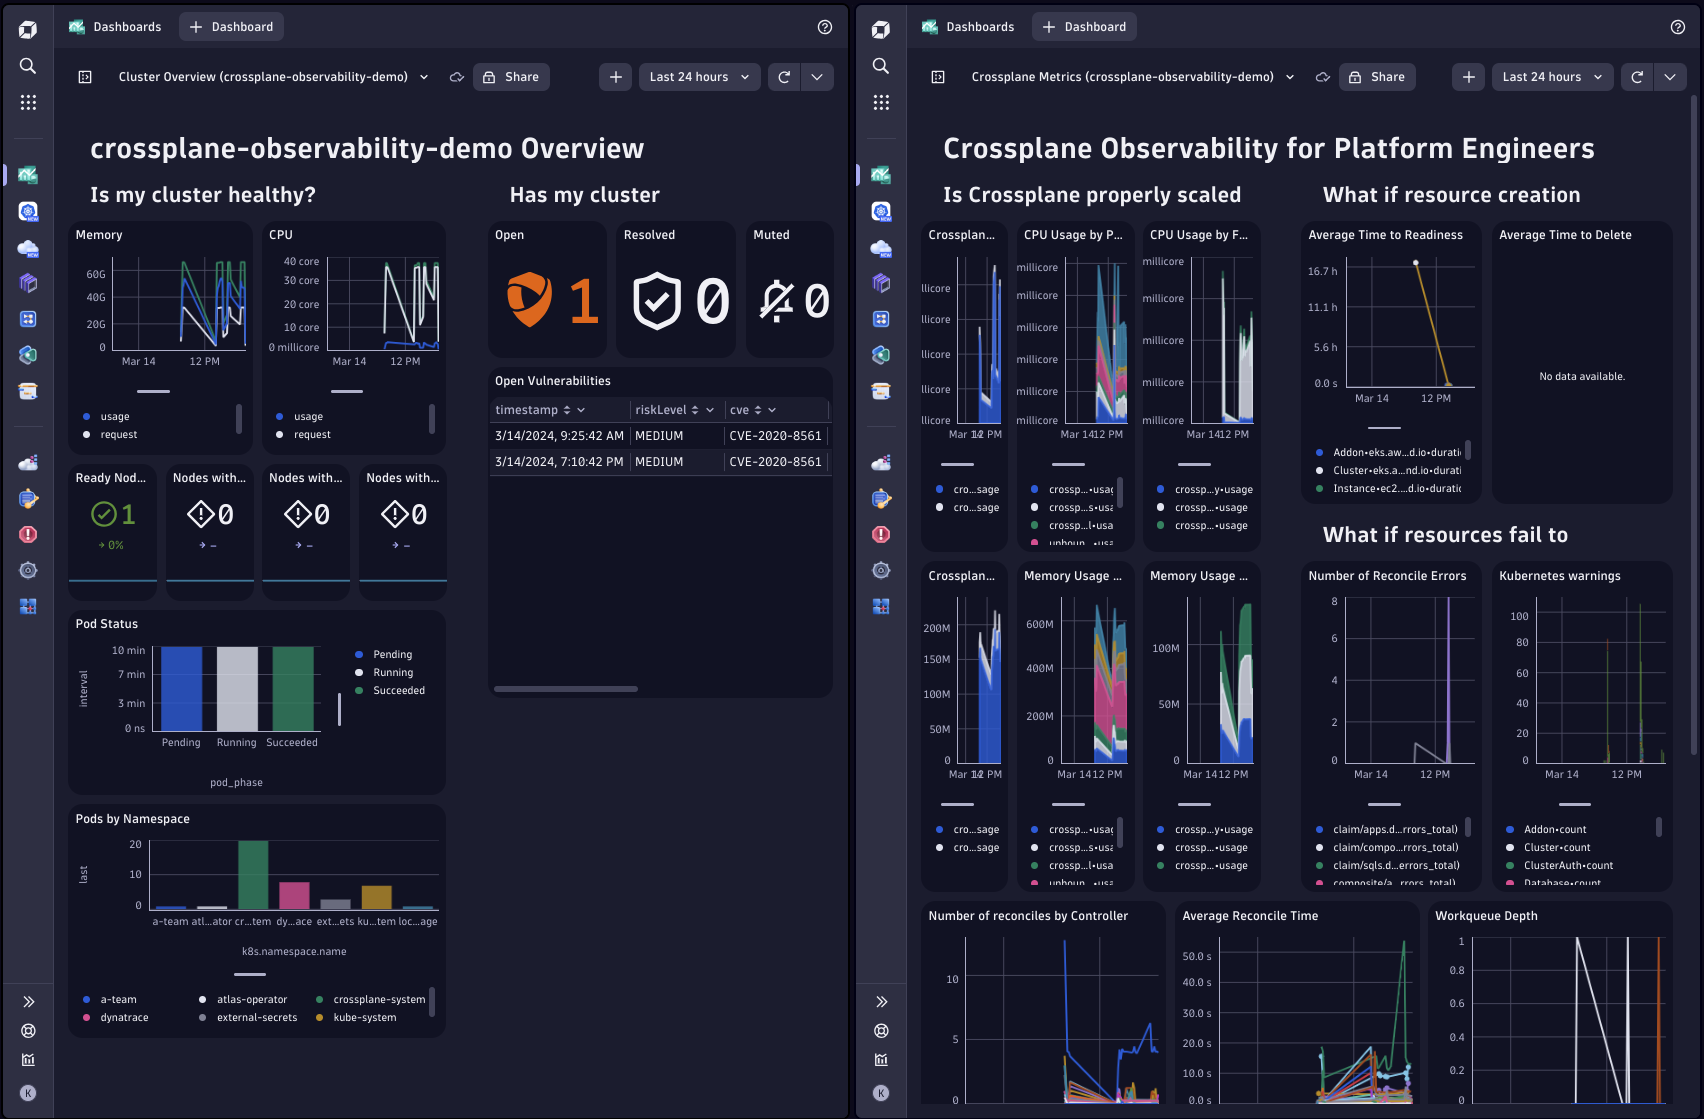 Dashboards
Dashboard
Cluster Overview (crossplane-observability-demo)
Share
Last 24 hours
crossplane-observability-demo Overview
Is my cluster healthy?
Has my cluster
Memory
60G
40G
20G
0
Mar 14
12 PM
usage
request
CPU
40 core
30 core
20 core
10 core
0 millicore
Mar 14
12 PM
usage
request
Open
1
Resolved
0
Muted
0
Open Vulnerabilities
timestamp riskLevel cve
3/14/2024, 9:25:42 AM MEDIUM CVE-2020-8561
3/14/2024, 7:10:42 PM MEDIUM CVE-2020-8561
Ready Nod...
1
0%
Nodes with...
0
–
Nodes with...
0
–
Nodes with...
0
–
Pod Status
interval
10 min
7 min
3 min
0 ns
Pending Running Succeeded
pod_phase
Pending
Running
Succeeded
Pods by Namespace
last
20
10
0
a-team atl...ator cr...tem dy...ace ext...ets ku...tem loc...age
k8s.namespace.name
a-team atlas-operator crossplane-system
dynatrace external-secrets kube-system
K
Dashboards
Dashboard
Crossplane Metrics (crossplane-observability-demo)
Share
Last 24 hours
Crossplane Observability for Platform Engineers
Is Crossplane properly scaled
What if resource creation
Crossplan...
llicore
llicore
llicore
llicore
llicore
Mar 14 12 PM
cro...sage
cro...sage
CPU Usage by P...
millicore
millicore
millicore
millicore
millicore
millicore
Mar 14 12 PM
crossp...•usag
crossp...s•usa
crossp...l•usa
upboun...•usa
CPU Usage by F...
millicore
millicore
millicore
millicore
millicore
Mar 14 12 PM
crossp...y•usage
crossp...•usage
crossp...•usage
Average Time to Readiness
16.7 h
11.1 h
5.6 h
0.0 s
Mar 14
12 PM
Addon•eks.aw...d.io•durati
Cluster•eks.a...nd.io•durati
Instance•ec2....d.io•duratic
Average Time to Delete
No data available.
What if resources fail to
Crossplan...
200M
150M
100M
50M
0
Mar 14 12 PM
cro...sage
cro...sage
Memory Usage ...
600M
400M
200M
0
Mar 14 12 PM
crossp...•usag
crossp...s•usa
crossp...l•usa
upboun...•usa
Memory Usage ...
100M
50M
0
Mar 14 12 PM
crossp...y•usage
crossp...•usage
crossp...•usage
Number of Reconcile Errors
8
6
4
2
0
Mar 14
12 PM
claim/apps.d...rrors_total)
claim/compo...rrors_total)
claim/sqls.d...errors_total)
composite/a...rrors_total)
Kubernetes warnings
100
80
60
40
20
0
Mar 14
12 PM
Addon•count
Cluster•count
ClusterAuth•count
Database•count
Number of reconciles by Controller
10
5
0
Average Reconcile Time
50.0 s
40.0 s
30.0 s
20.0 s
10.0 s
0.0 s
Workqueue Depth
1
0.8
0.6
0.4
0.2
0
K